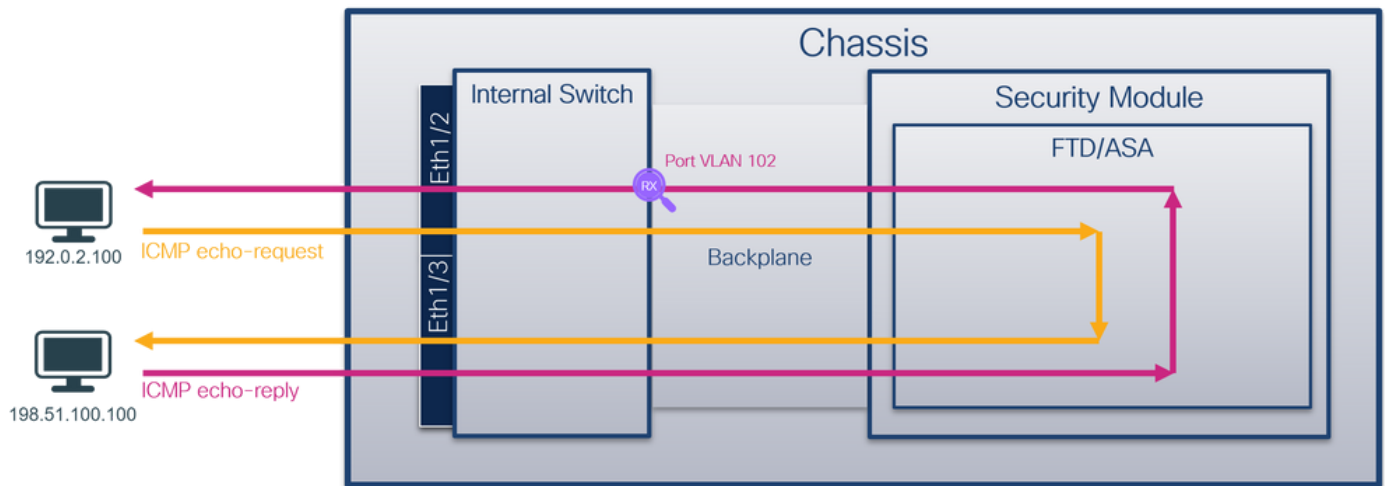 Chassis
Internal Switch
Security Module
FTD/ASA
Eth1/2
Port VLAN 102
RX
192.0.2.100
ICMP echo-request
Backplane
Eth1/3
198.51.100.100
ICMP echo-reply